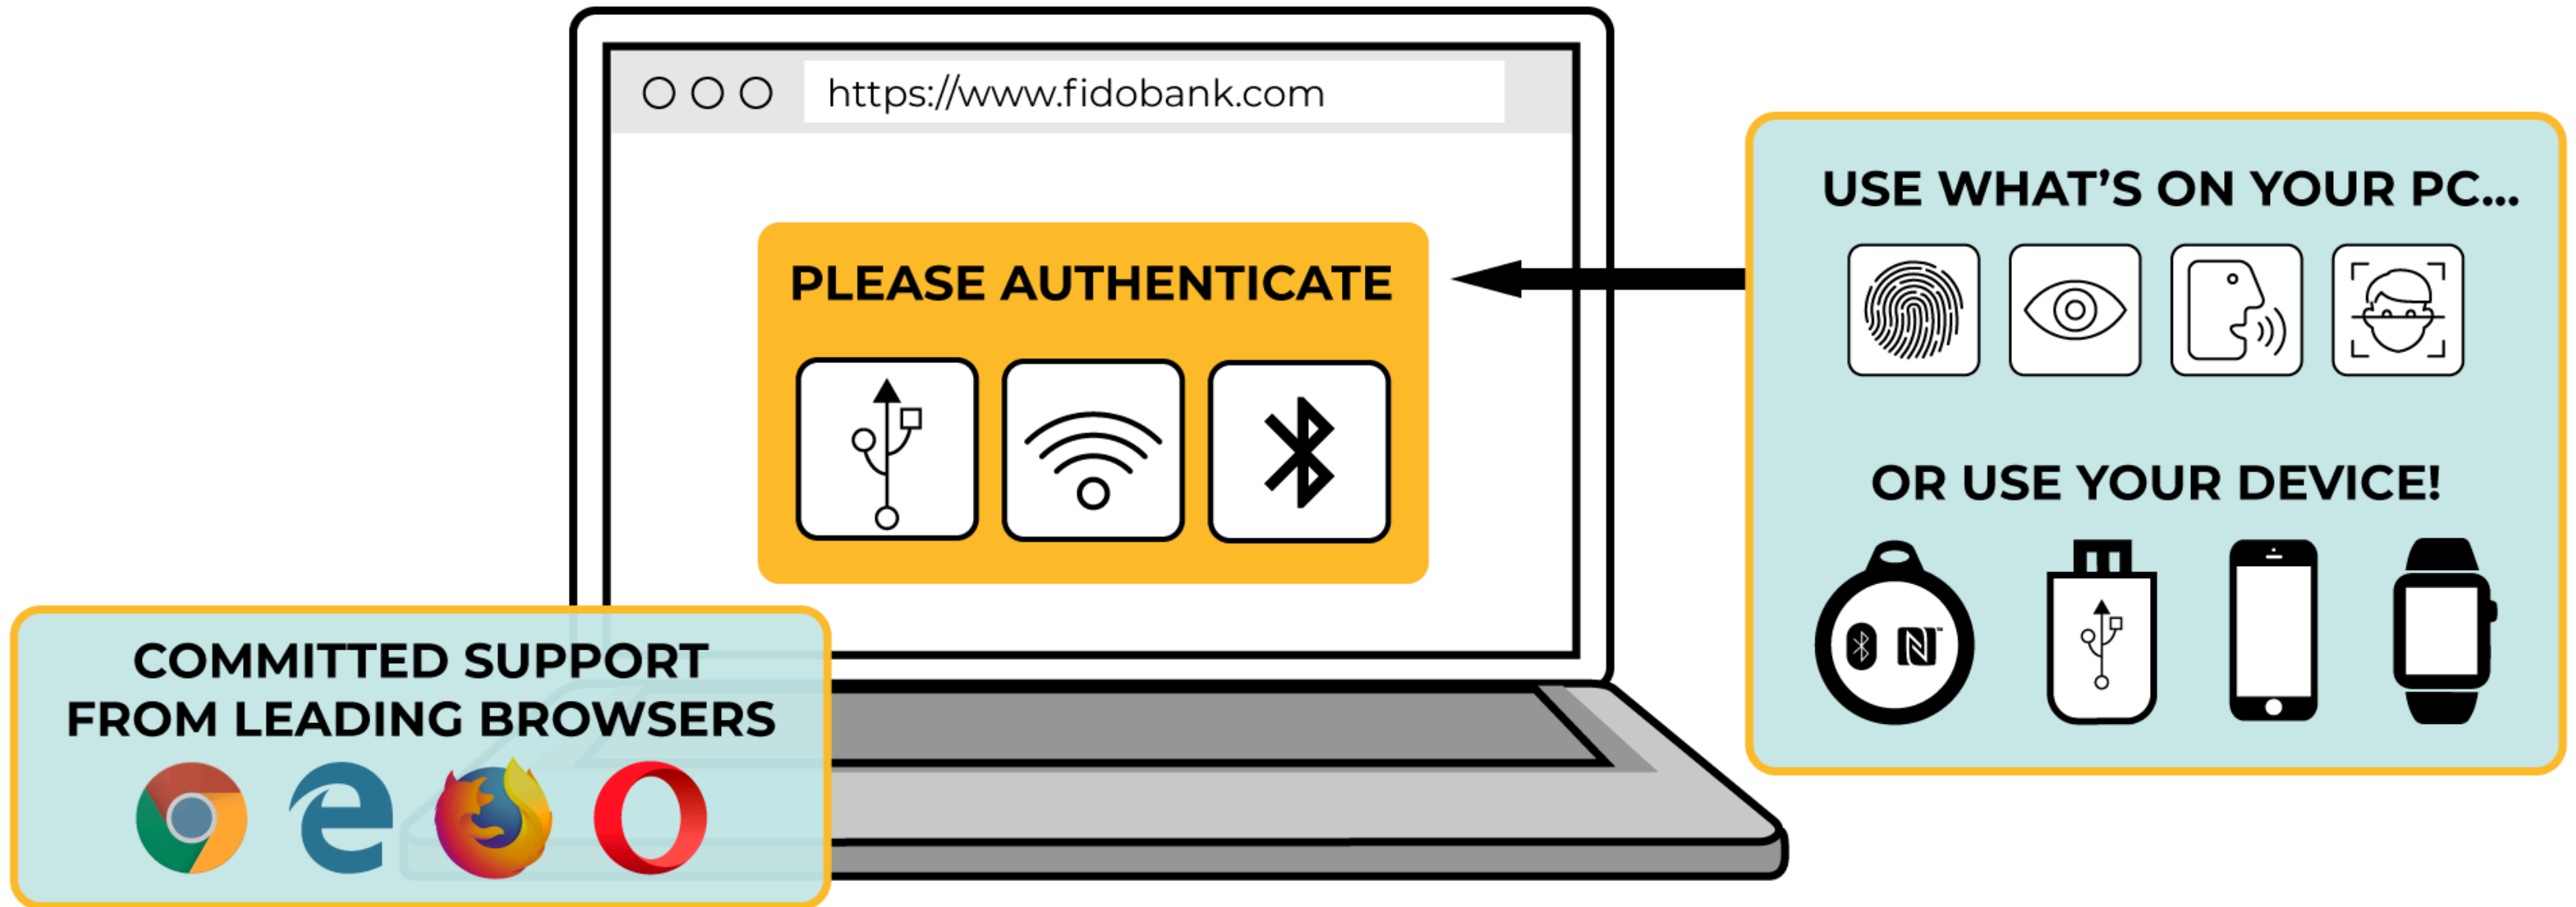 https://www.fidobank.com
PLEASE AUTHENTICATE
USE WHAT'S ON YOUR PC...
OR USE YOUR DEVICE!
COMMITTED SUPPORT
FROM LEADING BROWSERS